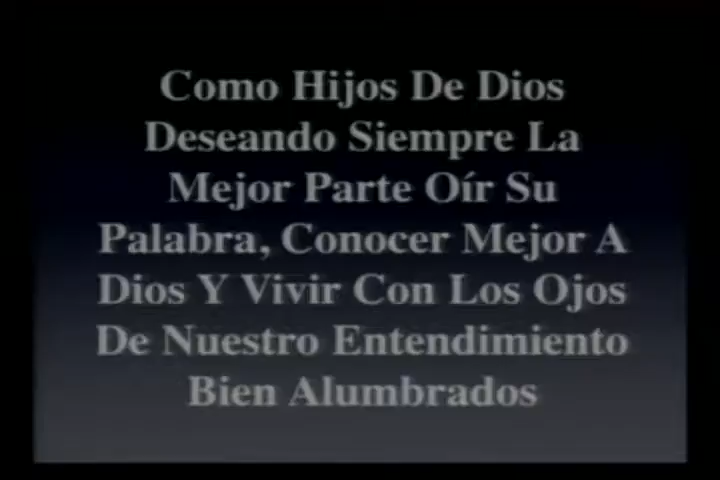 Como Hijos De Dios
Deseando Siempre La
Mejor Parte Oír Su
Palabra, Conocer Mejor A
Dios Y Vivir Con Los Ojos
De Nuestro Entendimiento
Bien Alumbrados